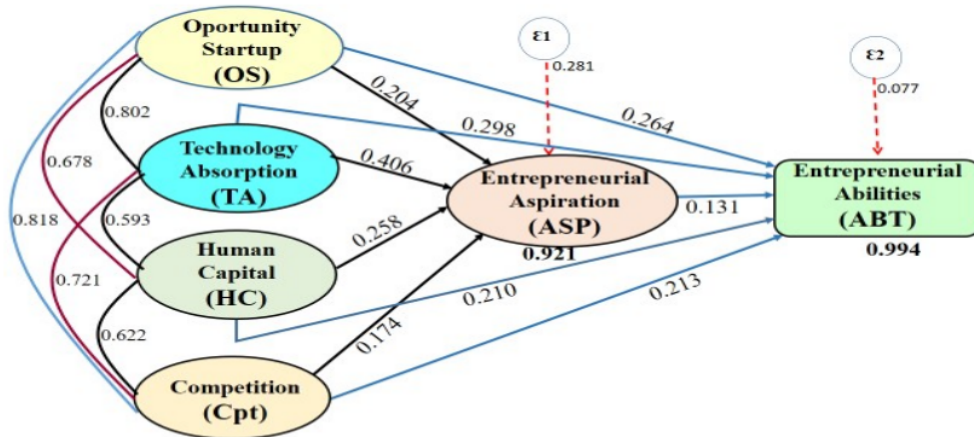 Oportunity
Startup
(OS)
ε1
ε2
0.281
0.077
0.802
0.204
0.264
0.298
Technology
Absorption
(TA)
0.406
0.678
Entrepreneurial
Aspiration
(ASP)
0.921
0.131
Entrepreneurial
Abilities
(ABT)
0.994
0.818
0.593
0.258
Human
Capital
(HC)
0.210
0.213
0.721
0.622
0.174
Competition
(Cpt)